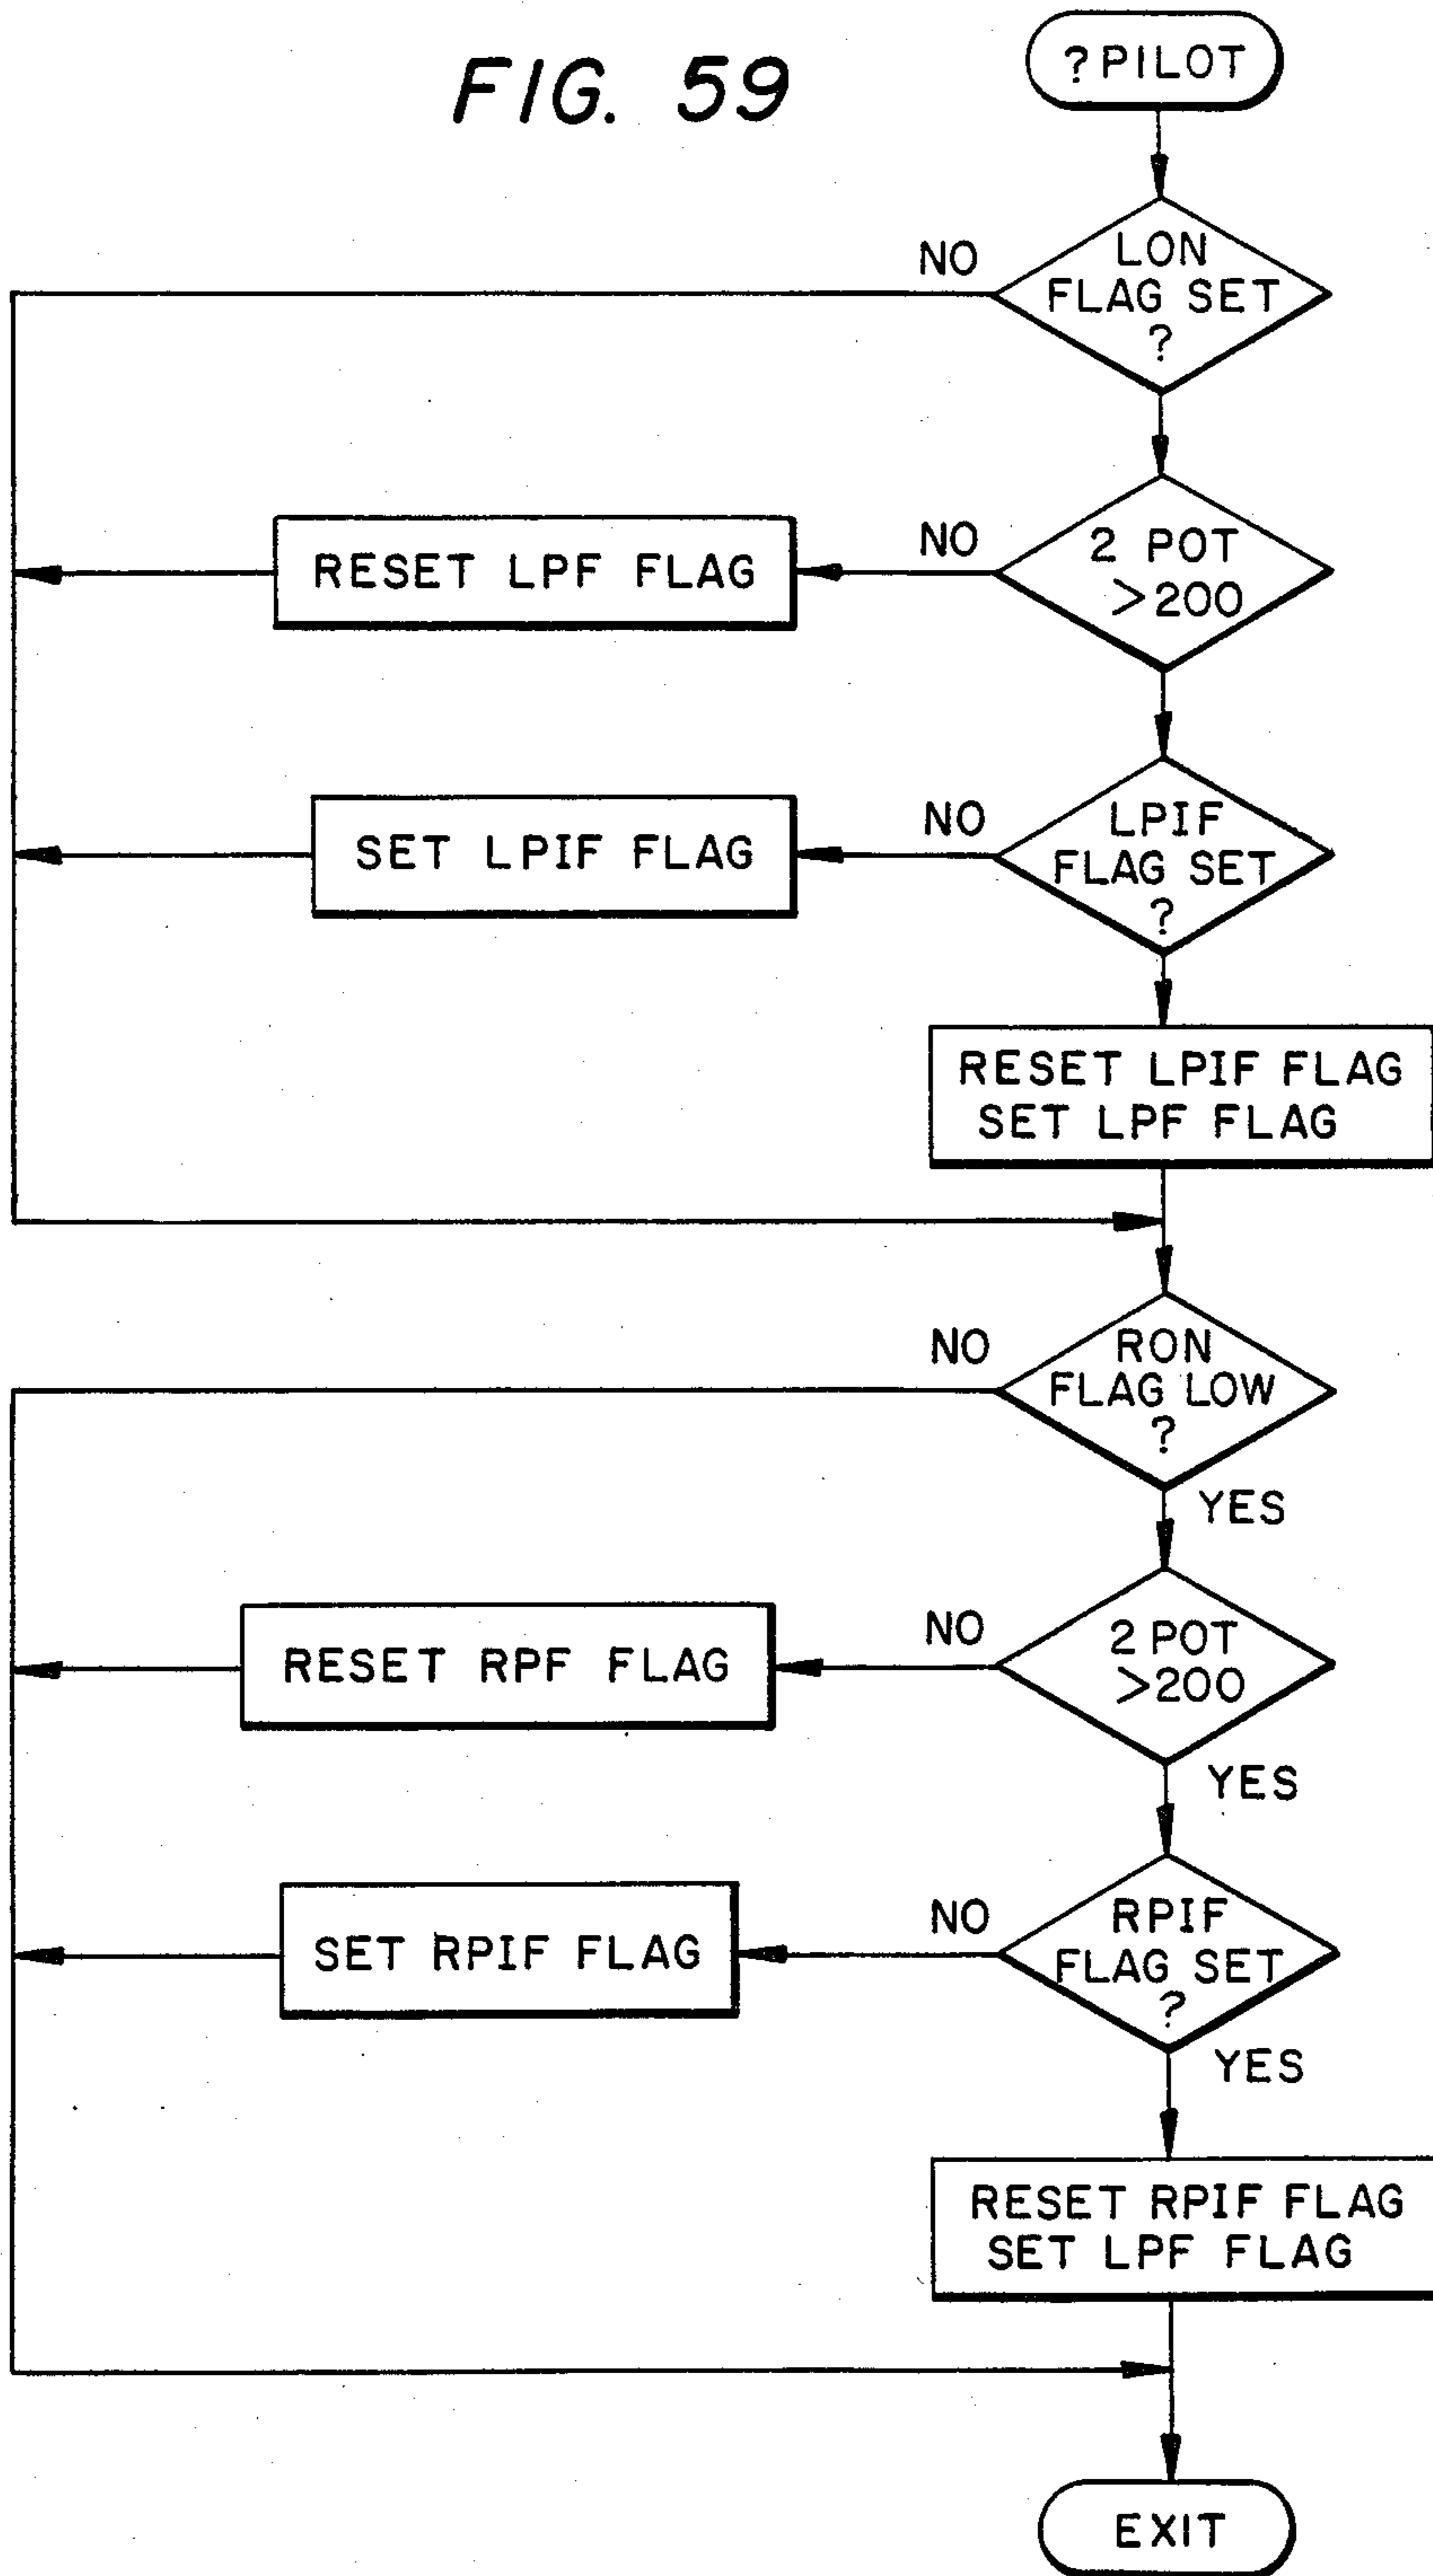 FIG. 59
?PILOT
NO
LON
FLAG SET
?
RESET LPF FLAG
NO
2 POT
>200
SET LPIF FLAG
NO
LPIF
FLAG SET
?
RESET LPIF FLAG
SET LPF FLAG
NO
RON
FLAG LOW
?
YES
RESET RPF FLAG
NO
2 POT
>200
YES
SET RPIF FLAG
NO
RPIF
FLAG SET
?
YES
RESET RPIF FLAG
SET LPF FLAG
EXIT